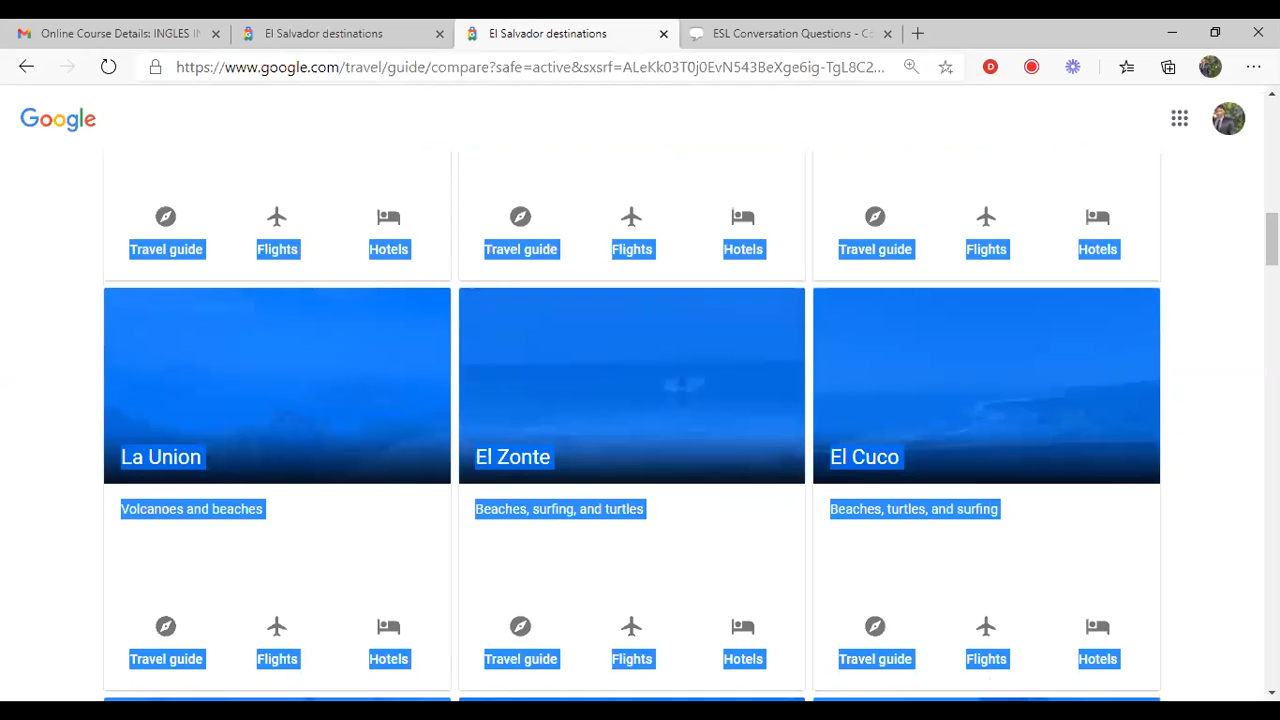 Online Course Details: INGLES IN
El Salvador destinations
El Salvador destinations
ESL Conversation Questions - Co
https://www.google.com/travel/guide/compare?safe=active&sxsrf=ALeKk03T0j0EvN543BeXge6ig-TgL8C2...
Google
Travel guide Flights Hotels Travel guide Flights Hotels Travel guide Flights Hotels
La Union El Zonte El Cuco
Volcanoes and beaches Beaches, surfing, and turtles Beaches, turtles, and surfing
Travel guide Flights Hotels Travel guide Flights Hotels Travel guide Flights Hotels